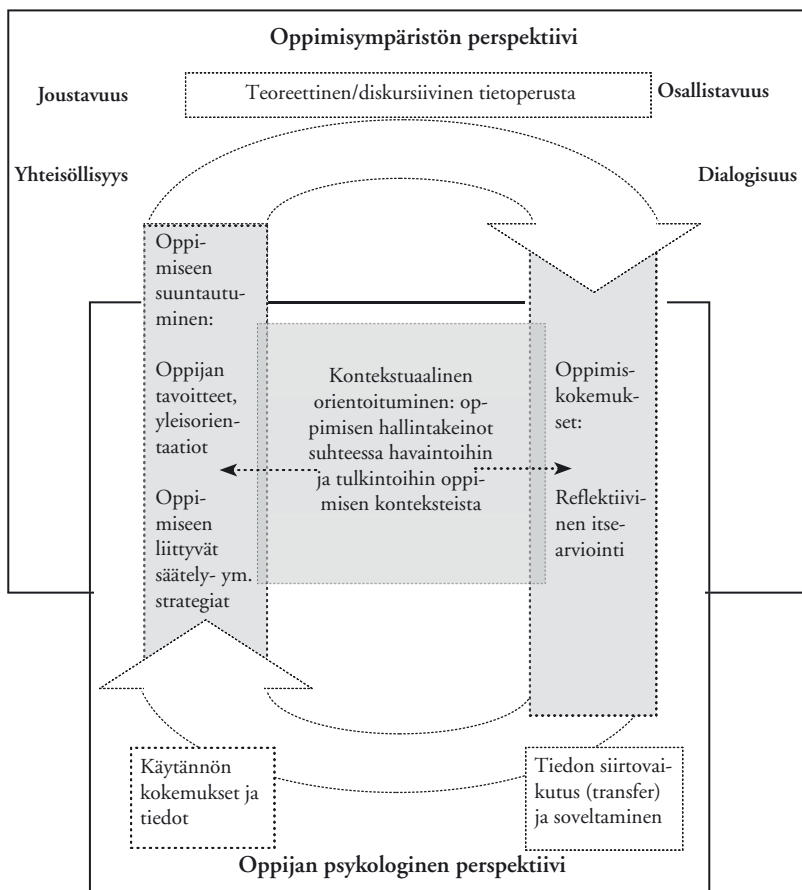 Oppimisympäristön perspektiivi
Joustavuus
Teoreettinen/diskursiivinen tietoperusta
Osallistavuus
Yhteisöllisyys
Dialogisuus
Oppi-
miseen
suuntautu-
minen:
Oppijan
tavoitteet,
yleisorien-
taatiot
Oppi-
miseen
liittyvät
säätely- ym.
strategiat
Kontekstuaalinen
orientoituminen: op-
pimisen hallintakeinot
suhteessa havaintoihin
ja tulkintoihin oppi-
misen konteksteista
Oppimis-
kokemuk-
set:
Reflektiivi-
nen itse-
arviointi
Käytännön
kokemukset ja
tiedot
Tiedon siirtovai-
kutus (transfer)
ja soveltaminen
Oppijan psykologinen perspektiivi